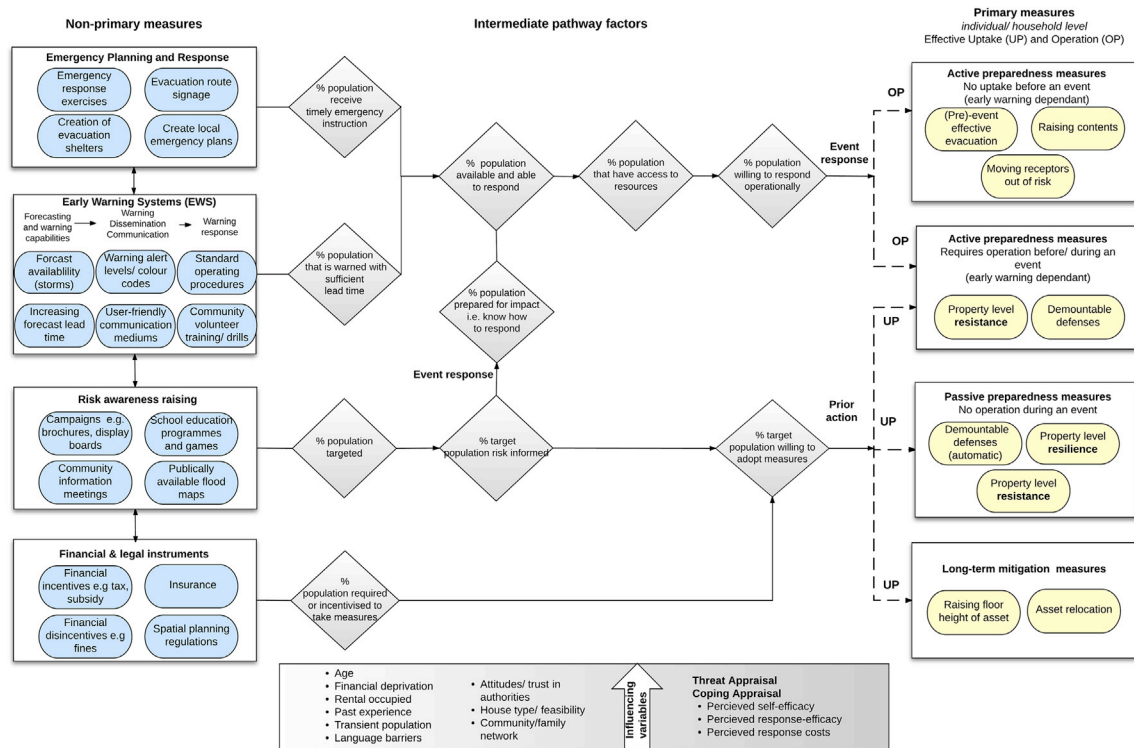 Non-primary measures
Intermediate pathway factors
Primary measures
individual/ household level
Effective Uptake (UP) and Operation (OP)
Emergency Planning and Response
Emergency
response
exercises
Evacuation route
signage
Creation of
evacuation
shelters
Create local
emergency plans
Early Warning Systems (EWS)
Forecasting
and warning
capabilities
Warning
Dissemination
Communication
Warning
response
Forcast
availablility
(storms)
Warning alert
levels/ colour
codes
Standard
operating
procedures
Increasing
forecast lead
time
User-friendly
communication
mediums
Community
volunteer
training/ drills
Risk awareness raising
Campaigns e.g.
brochures, display
boards
School education
programmes
and games
Community
information
meetings
Publically
available flood
maps
Financial & legal instruments
Financial
incentives e.g tax,
subsidy
Insurance
Financial
disincentives e.g
fines
Spatial planning
regulations
% population
receive
timely emergency
instruction
% population
that is warned with
sufficient
lead time
% population
targeted
%
population required
or incentivised to
take measures
% population
available and able
to respond
% population
prepared for impact
i.e. know how
to respond
Event response
% target
population risk informed
% population
that have access to
resources
% population
willing to respond
operationally
% target
population willing to
adopt measures
Event
response
Prior
action
OP
OP
UP
UP
UP
Active preparedness measures
No uptake before an event
(early warning dependant)
(Pre)-event
effective
evacuation
Raising contents
Moving receptors
out of risk
Active preparedness measures
Requires operation before/ during an
event
(early warning dependant)
Property level
resistance
Demountable
defenses
Passive preparedness measures
No operation during an event
Demountable
defenses
(automatic)
Property level
resilience
Property level
resistance
Long-term mitigation measures
Raising floor
height of asset
Asset relocation
• Age
• Financial deprivation
• Rental occupied
• Past experience
• Transient population
• Language barriers
• Attitudes/ trust in
authorities
• House type/ feasibility
• Community/family
network
Influencing
variables
Threat Appraisal
Coping Appraisal
• Percieved self-efficacy
• Percieved response-efficacy
• Percieved response costs